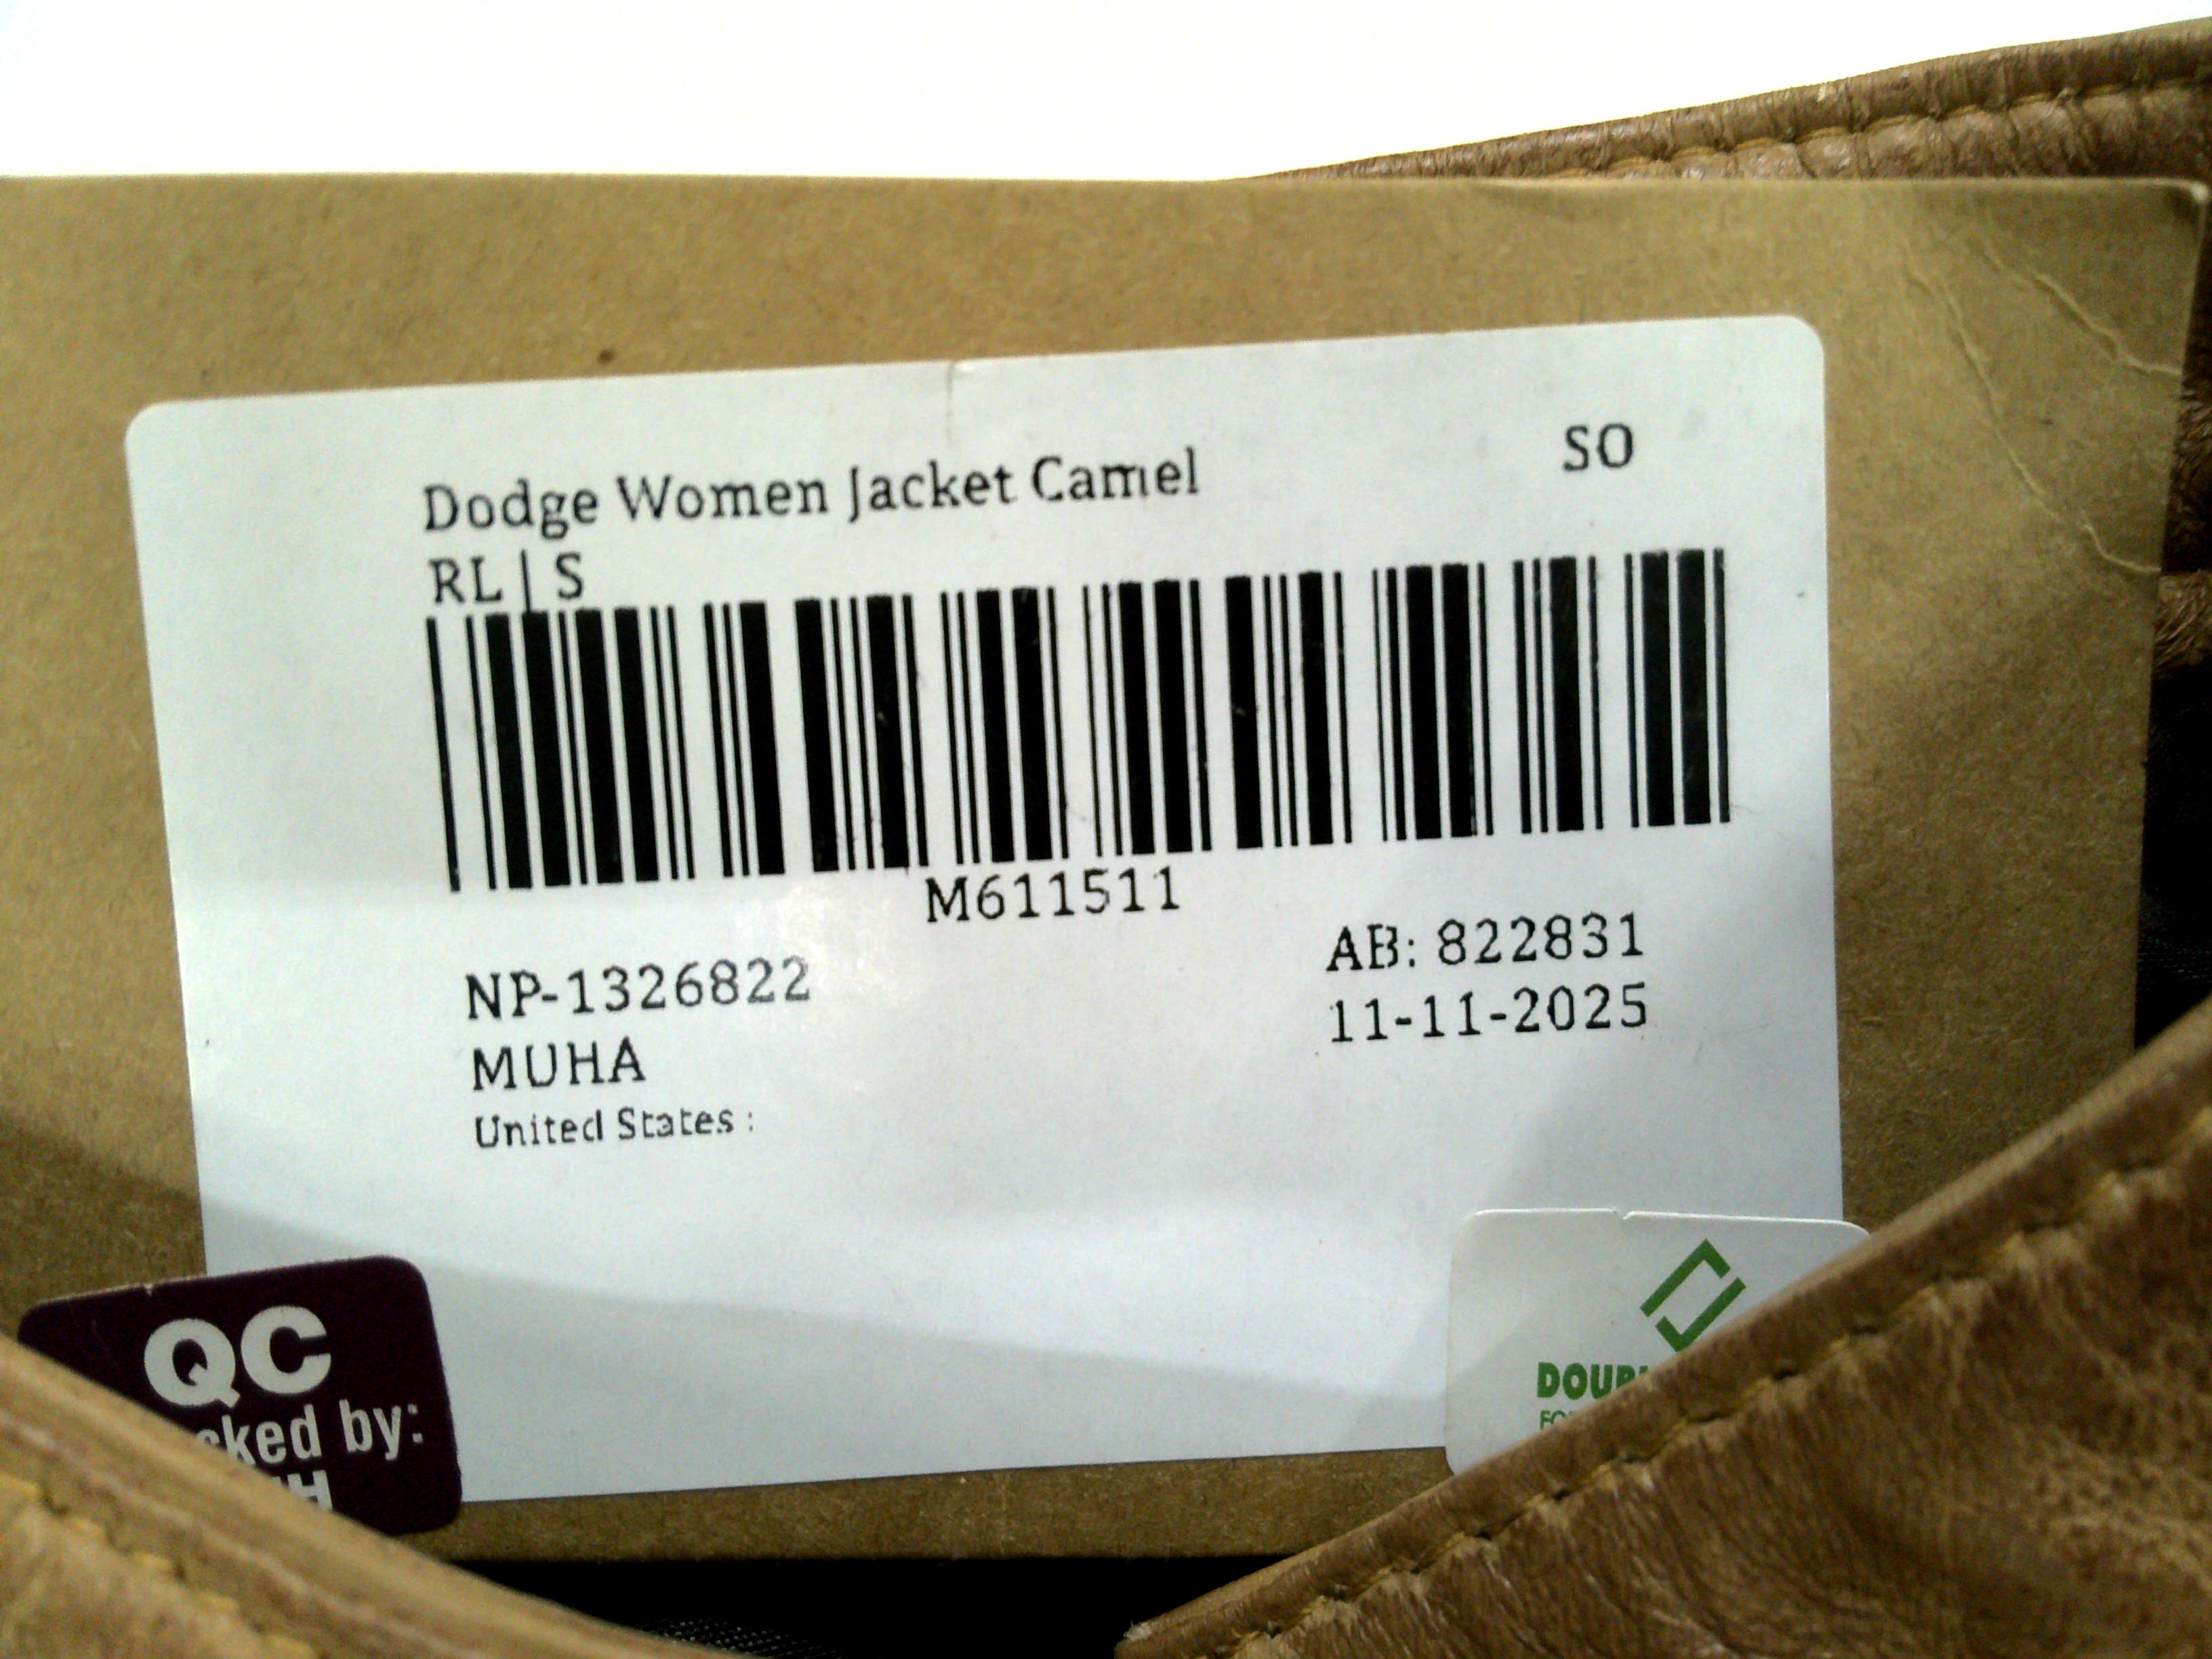 Dodge Women Jacket Camel
SO
RL | S
M611511
NP-1326822
AB: 822831
MUHA
11-11-2025
United States :
QC
by: